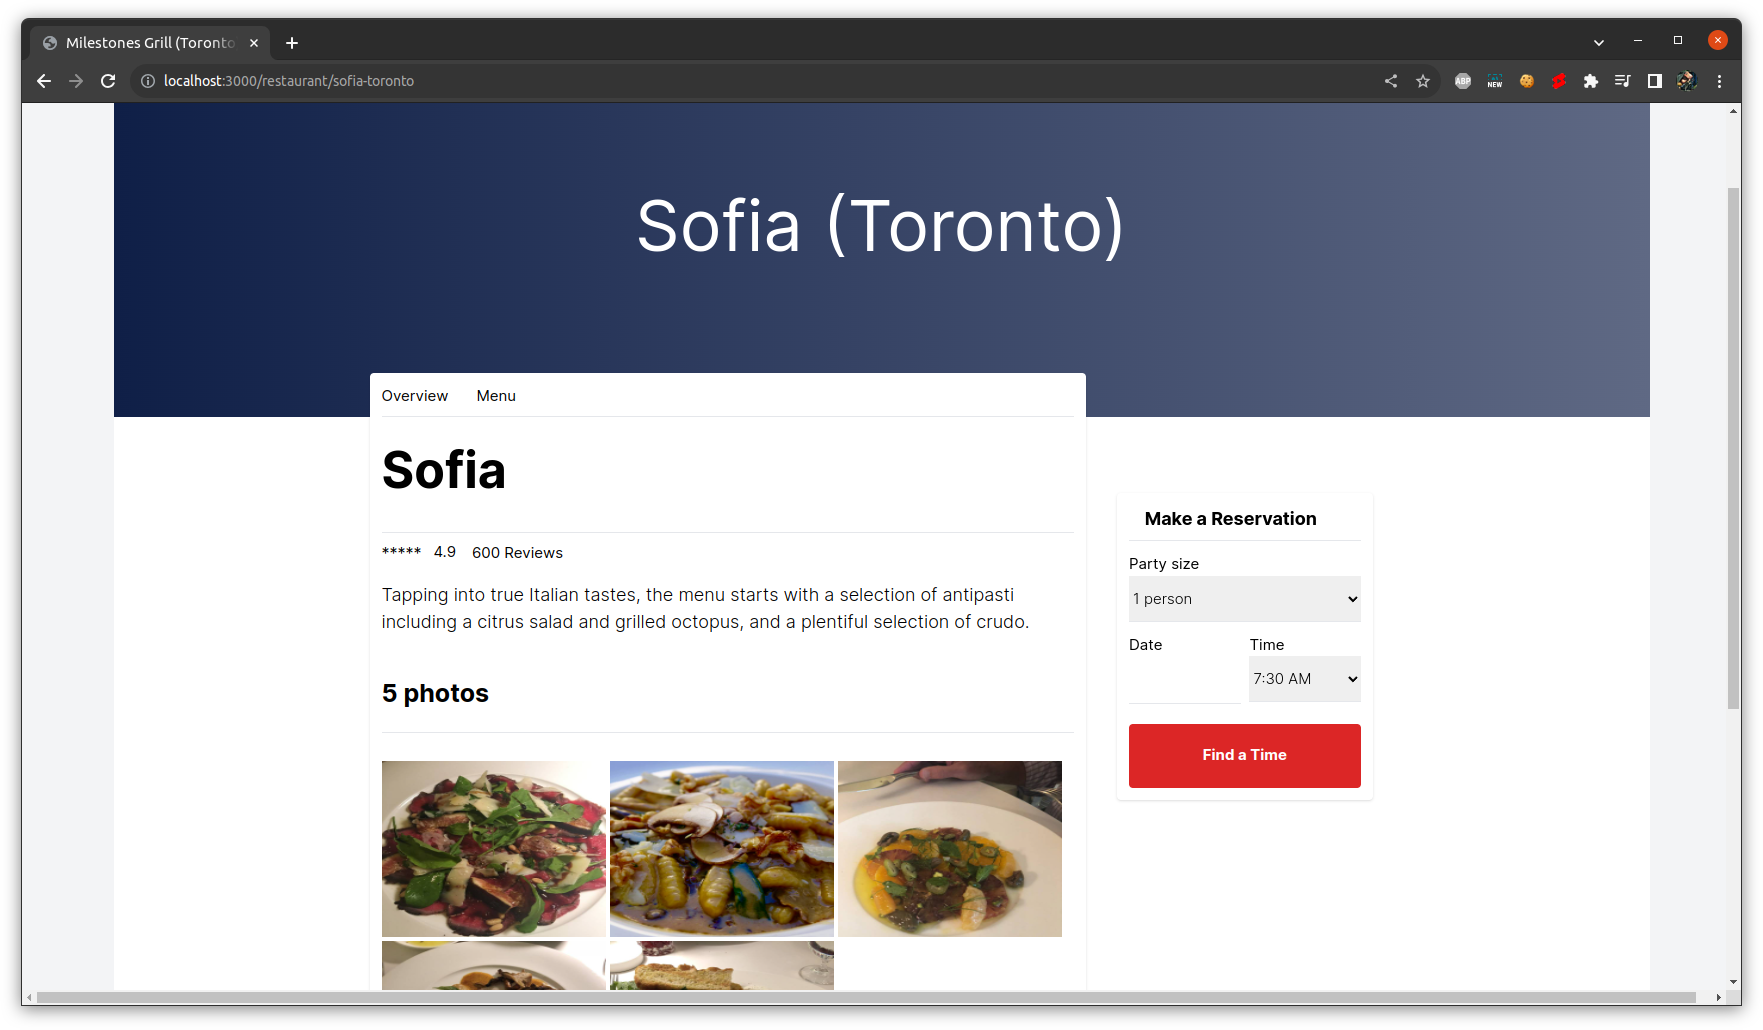 Milestones Grill (Toronto
localhost:3000/restaurant/sofia-toronto
ABP
NEW
Sofia (Toronto)
Overview Menu
Sofia
***** 4.9 600 Reviews
Tapping into true Italian tastes, the menu starts with a selection of antipasti
including a citrus salad and grilled octopus, and a plentiful selection of crudo.
5 photos
Make a Reservation
Party size
1 person
Date Time
7:30 AM
Find a Time